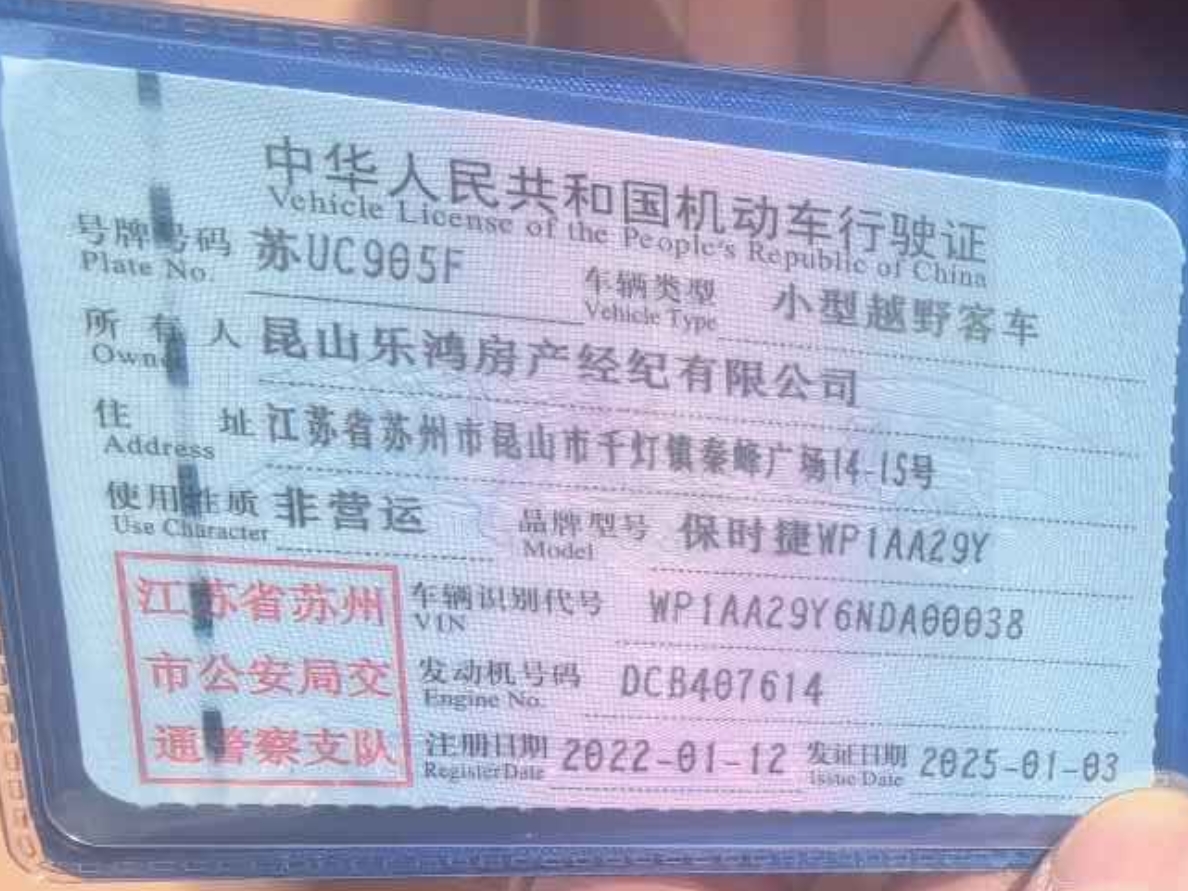 中华人民共和国机动车行驶证
Vehicle License of the People's Republic of China
号牌号码 苏UC905F 车辆类型 小型越野客车
Plate No. Vehicle Type
所有人 昆山乐鸿房产经纪有限公司
Owner
住址 江苏省苏州市昆山市千灯镇秦峰广场14-15号
Address
使用性质 非营运 品牌型号 保时捷WP1AA29Y
Use Character Model
江苏省苏州
市公安局交
通警察支队
车辆识别代号 WP1AA29Y6NDA00038
VIN
发动机号码 DCB407614
Engine No.
注册日期 2022-01-12 发证日期 2025-01-03
Register Date Issue Date